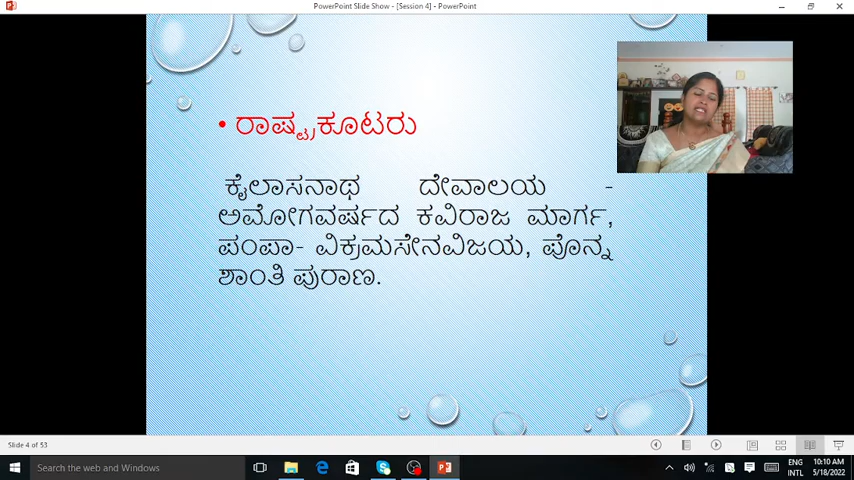 PowerPoint Slide Show - [Session 4] - PowerPoint
• ರಾಷ್ಟ್ರಕೂಟರು
ಕೈಲಾಸನಾಥ ದೇವಾಲಯ -
ಅಮೋಗವರ್ಷದ ಕವಿರಾಜ ಮಾರ್ಗ,
ಪಂಪಾ- ವಿಕ್ರಮಸೇನವಿಜಯ, ಪೊನ್ನ
ಶಾಂತಿ ಪುರಾಣ.
Slide 4 of 53
Search the web and Windows
ENG
INTL
10:10 AM
5/18/2022